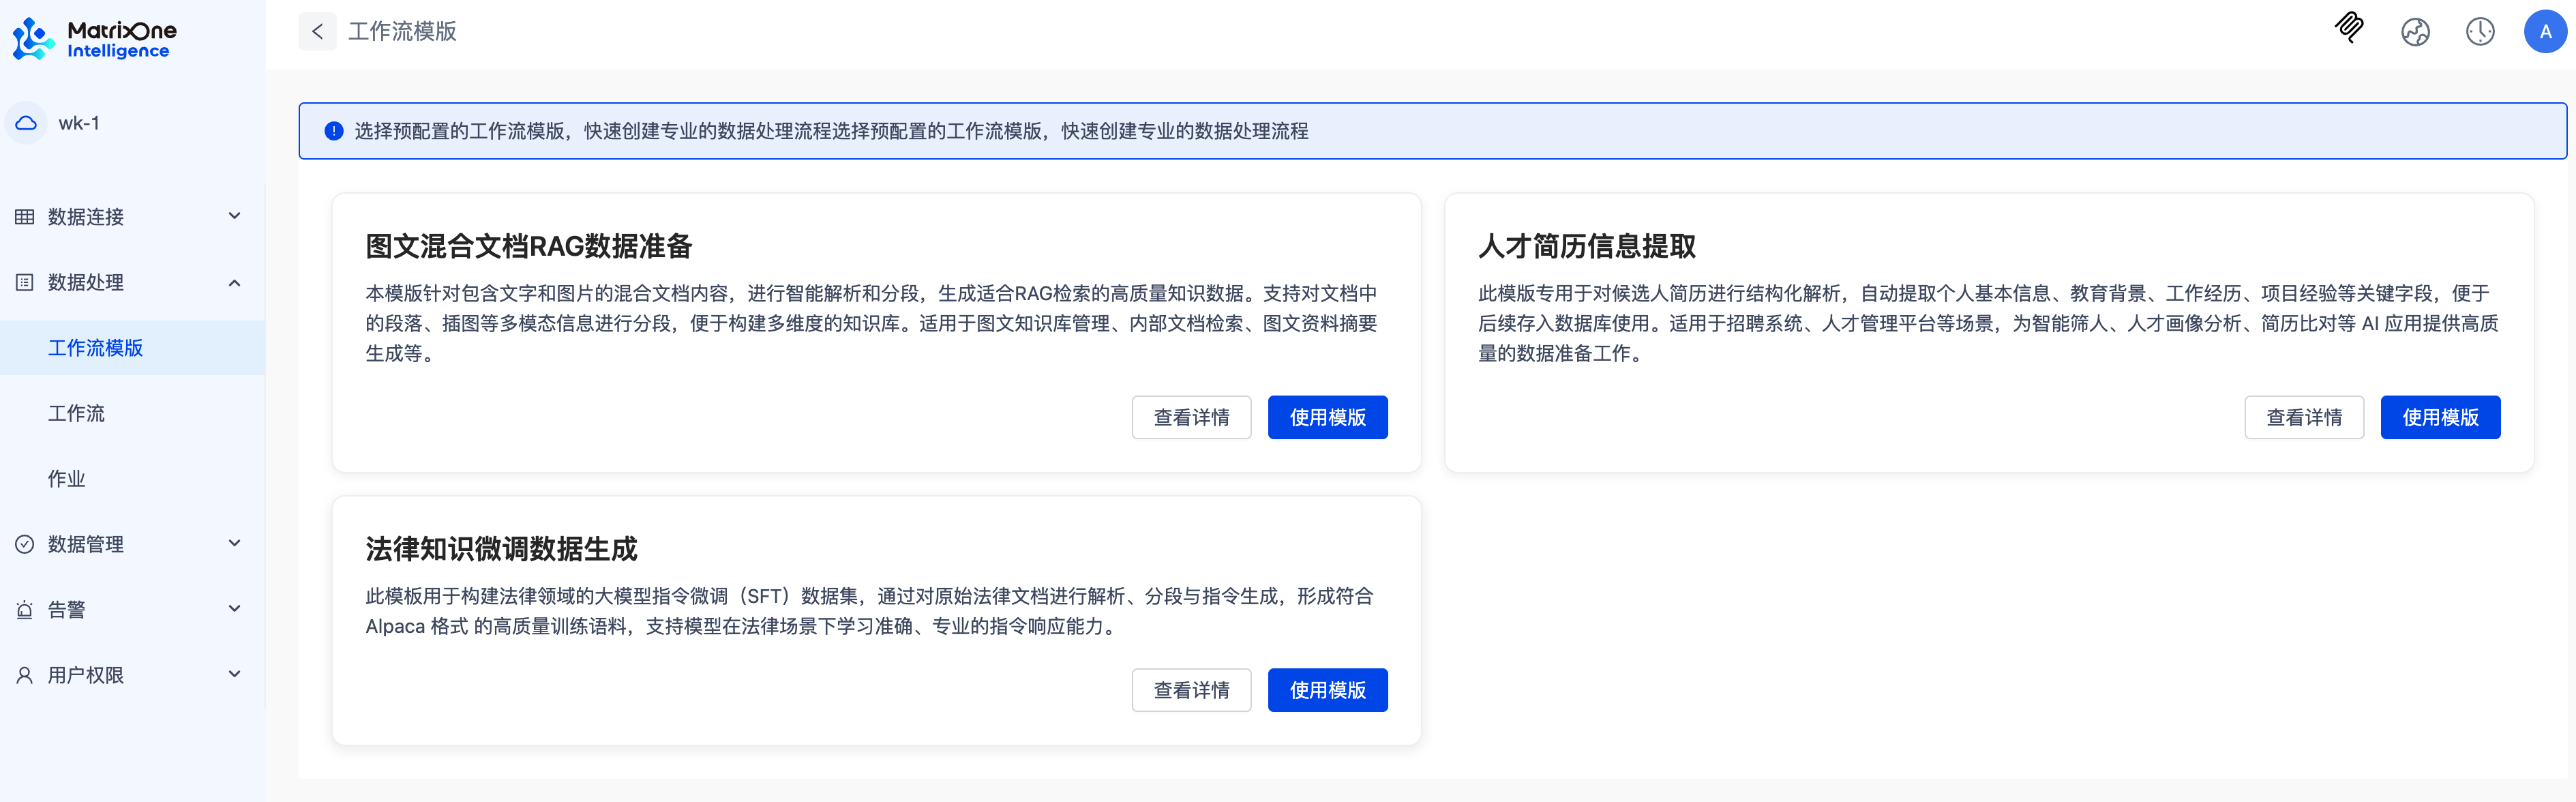 MatrixOne
Intelligence
wk-1
数据连接
数据处理
工作流模版
工作流
作业
数据管理
告警
用户权限
工作流模版
A
选择预配置的工作流模版，快速创建专业的数据处理流程选择预配置的工作流模版，快速创建专业的数据处理流程
图文混合文档RAG数据准备
本模版针对包含文字和图片的混合文档内容，进行智能解析和分段，生成适合RAG检索的高质量知识数据。支持对文档中
的段落、插图等多模态信息进行分段，便于构建多维度的知识库。适用于图文知识库管理、内部文档检索、图文资料摘要
生成等。
查看详情
使用模版
人才简历信息提取
此模版专用于对候选人简历进行结构化解析，自动提取个人基本信息、教育背景、工作经历、项目经验等关键字段，便于
后续存入数据库使用。适用于招聘系统、人才管理平台等场景，为智能筛人、人才画像分析、简历比对等 AI 应用提供高质
量的数据准备工作。
查看详情
使用模版
法律知识微调数据生成
此模板用于构建法律领域的大模型指令微调（SFT）数据集，通过对原始法律文档进行解析、分段与指令生成，形成符合
Alpaca 格式 的高质量训练语料，支持模型在法律场景下学习准确、专业的指令响应能力。
查看详情
使用模版